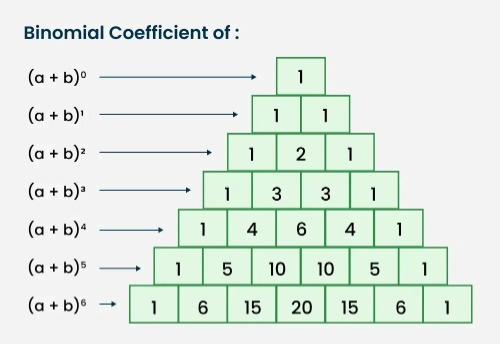 Binomial Coefficient of :
(a + b)⁰ 1
(a + b)¹ 1 1
(a + b)² 1 2 1
(a + b)³ 1 3 3 1
(a + b)⁴ 1 4 6 4 1
(a + b)⁵ 1 5 10 10 5 1
(a + b)⁶ 1 6 15 20 15 6 1